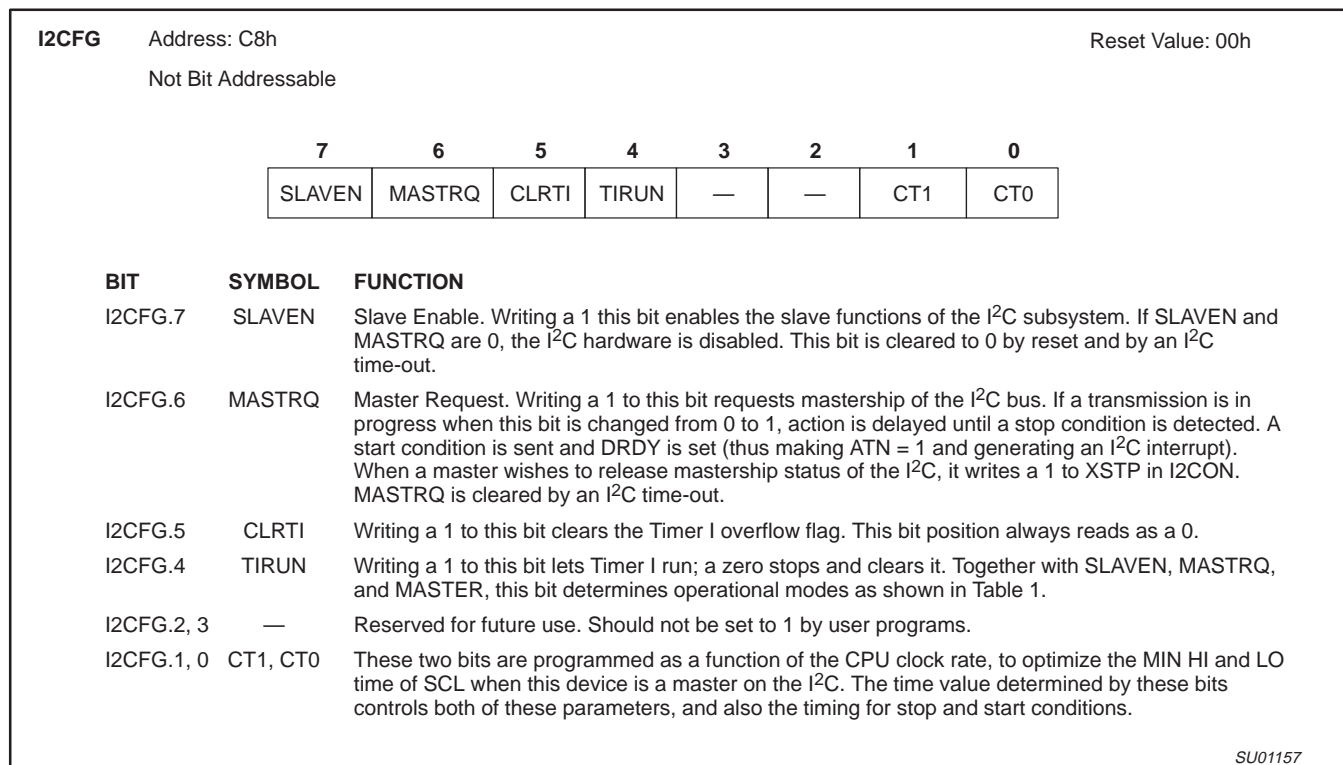 I2CFG Address: C8h Reset Value: 00h
Not Bit Addressable
7 6 5 4 3 2 1 0
SLAVEN MASTRQ CLRTI TIRUN — — CT1 CT0
BIT SYMBOL FUNCTION
I2CFG.7 SLAVEN Slave Enable. Writing a 1 this bit enables the slave functions of the I2C subsystem. If SLAVEN and
MASTRQ are 0, the I2C hardware is disabled. This bit is cleared to 0 by reset and by an I2C
time-out.
I2CFG.6 MASTRQ Master Request. Writing a 1 to this bit requests mastership of the I2C bus. If a transmission is in
progress when this bit is changed from 0 to 1, action is delayed until a stop condition is detected. A
start condition is sent and DRDY is set (thus making ATN = 1 and generating an I2C interrupt).
When a master wishes to release mastership status of the I2C, it writes a 1 to XSTP in I2CON.
MASTRQ is cleared by an I2C time-out.
I2CFG.5 CLRTI Writing a 1 to this bit clears the Timer I overflow flag. This bit position always reads as a 0.
I2CFG.4 TIRUN Writing a 1 to this bit lets Timer I run; a zero stops and clears it. Together with SLAVEN, MASTRQ,
and MASTER, this bit determines operational modes as shown in Table 1.
I2CFG.2, 3 — Reserved for future use. Should not be set to 1 by user programs.
I2CFG.1, 0 CT1, CT0 These two bits are programmed as a function of the CPU clock rate, to optimize the MIN HI and LO
time of SCL when this device is a master on the I2C. The time value determined by these bits
controls both of these parameters, and also the timing for stop and start conditions.
SU01157